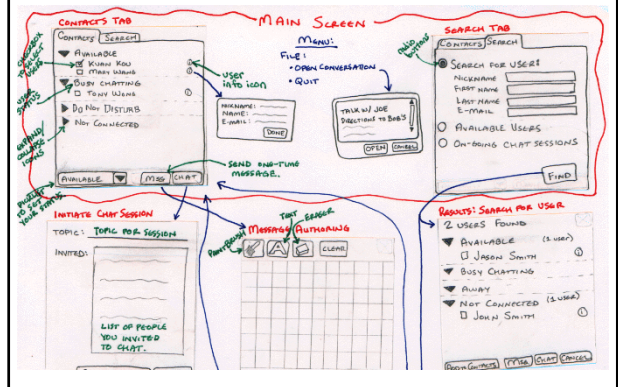 MAIN SCREEN
CONTACTS TAB
CONTACTS SEARCH
CHECKBOX TO SELECT USERS
AVAILABLE
KUAN KOU
MARY WANG
USER INFO ICON
USER STATUS
BUSY CHATTING
TONY WANG
DO NOT DISTURB
NOT CONNECTED
EXPAND/COLLAPSE ICONS
AVAILABLE
MSG
CHAT
SEND ONE-TIME MESSAGE.
TO SET YOUR STATUS
MENU:
FILE:
• OPEN CONVERSATION
• QUIT
NICKNAME:
NAME:
E-MAIL:
DONE
TALK W/ JOE
DIRECTIONS TO BOB'S
OPEN
CANCEL
SEARCH TAB
CONTACTS SEARCH
RADIO BUTTONS
SEARCH FOR USER:
NICKNAME
FIRST NAME
LAST NAME
E-MAIL
AVAILABLE USERS
ON-GOING CHAT SESSIONS
FIND
INITIATE CHAT SESSION
TOPIC: TOPIC FOR SESSION
INVITED:
LIST OF PEOPLE
YOU INVITED
TO CHAT.
MESSAGE AUTHORING
PAINTBRUSH
TEXT
ERASER
A
CLEAR
RESULTS: SEARCH FOR USER
2 USERS FOUND
AVAILABLE (1 USER)
JASON SMITH
BUSY CHATTING
AWAY
NOT CONNECTED (1 USER)
JOHN SMITH
ADD TO CONTACTS
MSG
CHAT
CANCEL